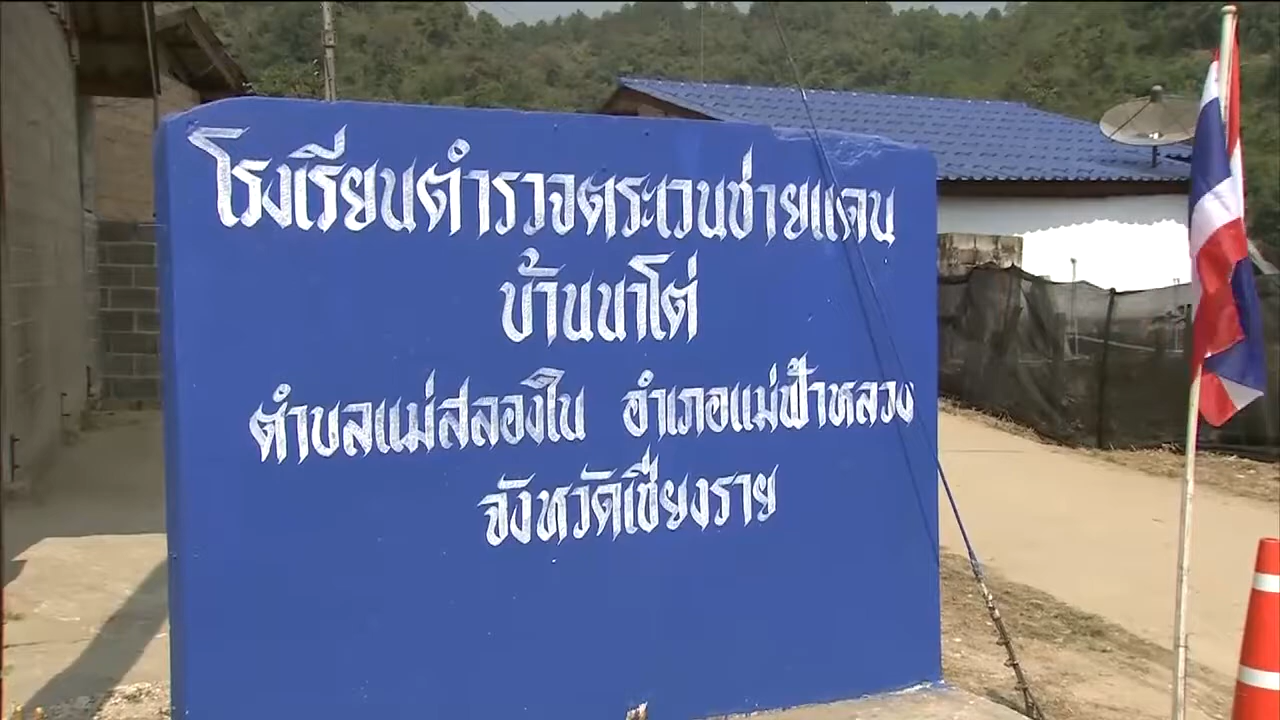 โรงเรียนตำรวจตระเวนชายแดน
บ้านนาโต่
ตำบลแม่สลองใน อำเภอแม่ฟ้าหลวง
จังหวัดเชียงราย